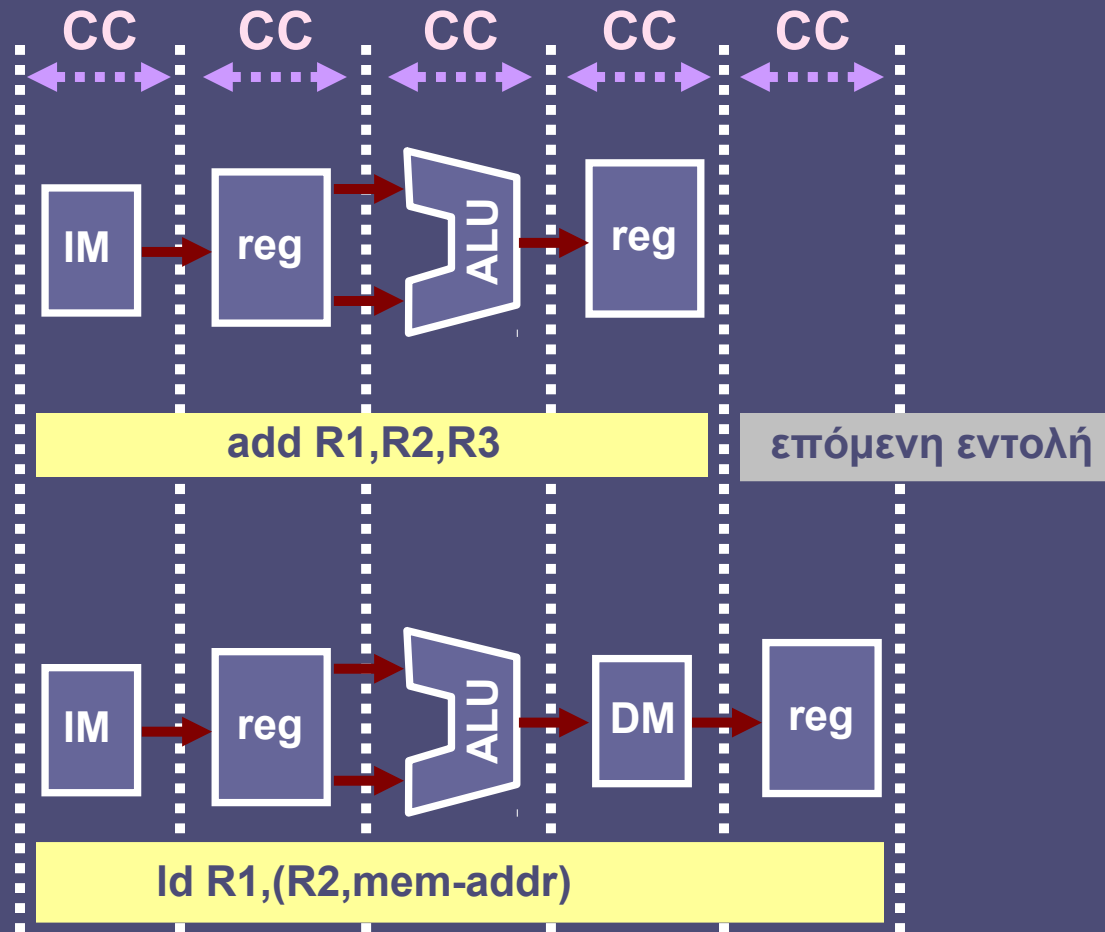 CC CC CC CC CC
IM reg ALU reg
add R1,R2,R3 επόμενη εντολή
IM reg ALU DM reg
ld R1,(R2,mem-addr)